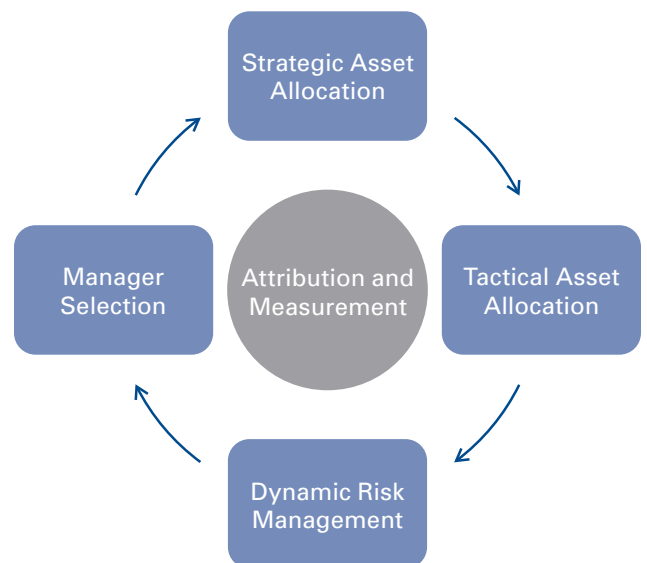 Strategic Asset
Allocation
Manager
Selection
Attribution and
Measurement
Tactical Asset
Allocation
Dynamic Risk
Management